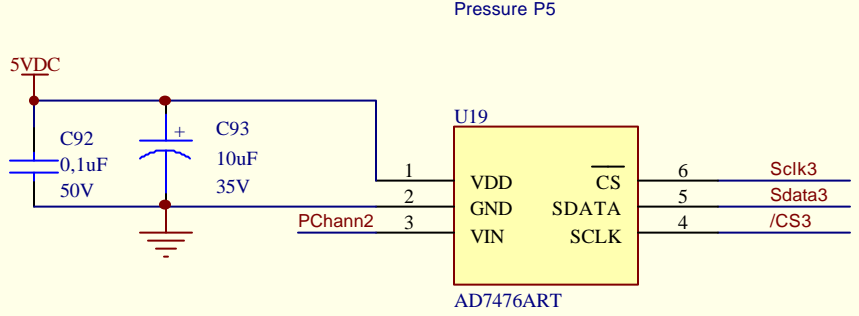 Pressure P5
5VDC
C92
0,1uF
50V
+
C93
10uF
35V
U19
1 VDD CS 6 Sclk3
2 GND SDATA 5 Sdata3
PChann2 3 VIN SCLK 4 /CS3
AD7476ART